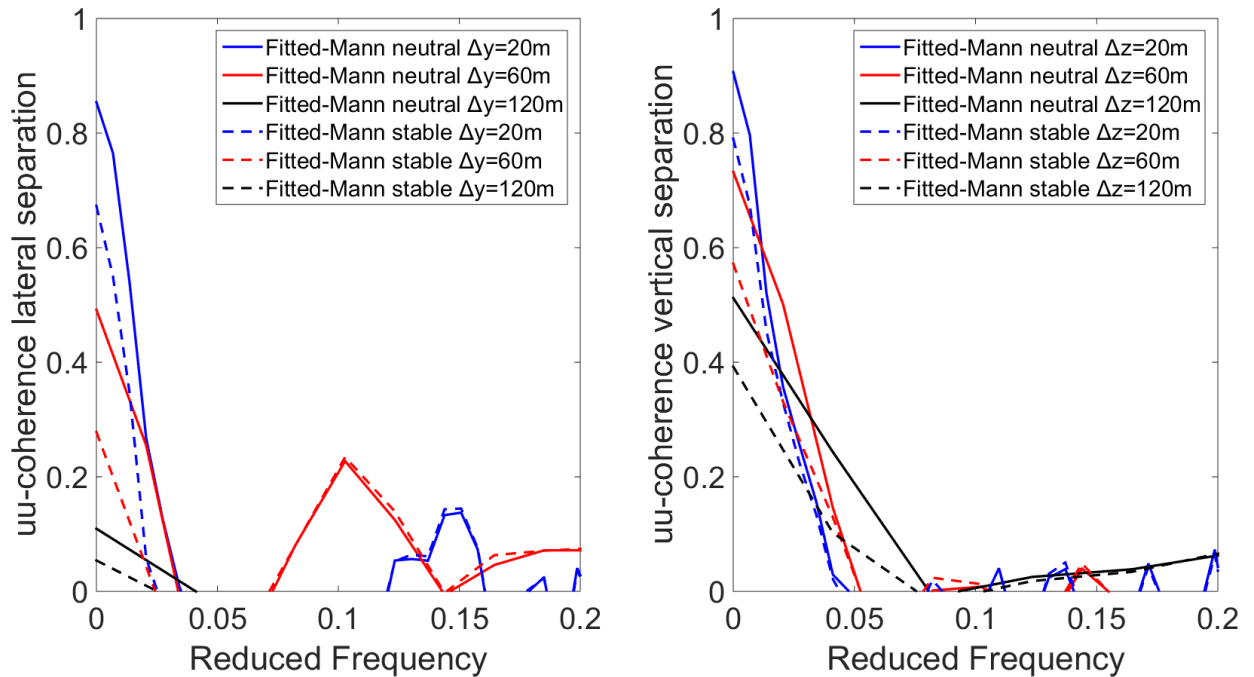 uu-coherence lateral separation
1
0.8
0.6
0.4
0.2
0
Fitted-Mann neutral Δy=20m
Fitted-Mann neutral Δy=60m
Fitted-Mann neutral Δy=120m
Fitted-Mann stable Δy=20m
Fitted-Mann stable Δy=60m
Fitted-Mann stable Δy=120m
0 0.05 0.1 0.15 0.2
Reduced Frequency
uu-coherence vertical separation
1
0.8
0.6
0.4
0.2
0
Fitted-Mann neutral Δz=20m
Fitted-Mann neutral Δz=60m
Fitted-Mann neutral Δz=120m
Fitted-Mann stable Δz=20m
Fitted-Mann stable Δz=60m
Fitted-Mann stable Δz=120m
0 0.05 0.1 0.15 0.2
Reduced Frequency